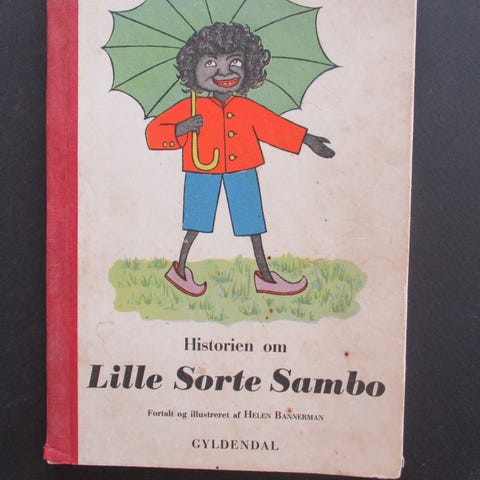 Historien om
Lille Sorte Sambo
Fortalt og illustreret af HELEN BANNERMAN
GYLDENDAL